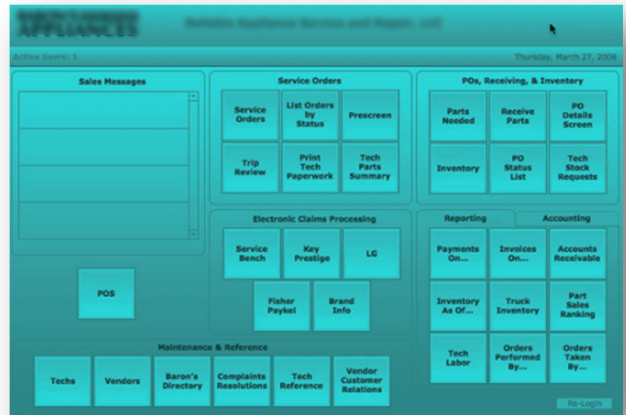 APPLIANCES
Active Users: 1
Thursday, March 27, 2008
Sales Messages
Service Orders
Service
Orders
List Orders
by
Status
Prescreen
Trip
Review
Print
Tech
Paperwork
Tech
Parts
Summary
POs, Receiving, & Inventory
Parts
Needed
Receive
Parts
PO
Details
Screen
Inventory
PO
Status
List
Tech
Stock
Requests
Electronic Claims Processing
Service
Bench
Key
Prestige
LG
Fisher
Paykel
Brand
Info
Reporting
Accounting
Payments
On...
Invoices
On...
Accounts
Receivable
Inventory
As Of...
Truck
Inventory
Part
Sales
Ranking
Tech
Labor
Orders
Performed
By...
Orders
Taken
By...
POS
Maintenance & Reference
Techs
Vendors
Baron's
Directory
Complaints
Resolutions
Tech
Reference
Vendor
Customer
Relations
Re-Login